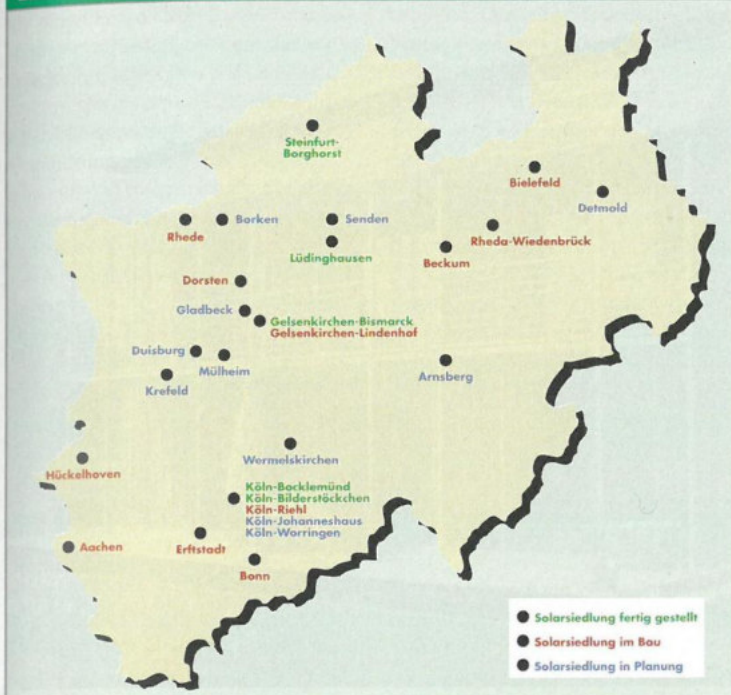 Steinfurt-
Borghorst
Bielefeld
Detmold
Rhede
Borken
Senden
Lüdinghausen
Beckum
Rheda-Wiedenbrück
Dorsten
Gladbeck
Gelsenkirchen-Bismarck
Gelsenkirchen-Lindenhof
Duisburg
Mülheim
Krefeld
Arnsberg
Wermelskirchen
Hückelhoven
Köln-Bocklemünd
Köln-Bilderstöckchen
Köln-Riehl
Köln-Johanneshaus
Köln-Worringen
Aachen
Erftstadt
Bonn
Solarsiedlung fertig gestellt
Solarsiedlung im Bau
Solarsiedlung in Planung